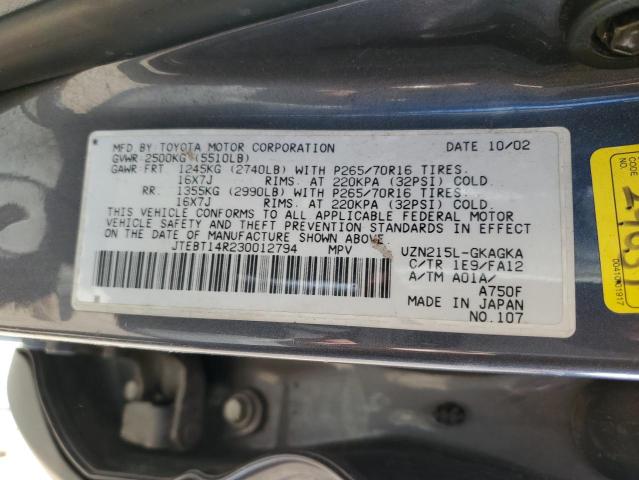 MFD BY TOYOTA MOTOR CORPORATION DATE 10/02
GVWR 2500KG (5510LB)
GAWR FRT 1245KG (2740LB) WITH P265/70R16 TIRES.
16X7J RIMS. AT 220KPA (32PSI) COLD.
RR. 1355KG (2990LB) WITH P265/70R16 TIRES.
16X7J RIMS. AT 220KPA (32PSI) COLD.
THIS VEHICLE CONFORMS TO ALL APPLICABLE FEDERAL MOTOR
VEHICLE SAFETY AND THEFT PREVENTION STANDARDS IN EFFECT
ON THE DATE OF MANUFACTURE SHOWN ABOVE.
JTEBT14R230012794 MPV UZN215L-GKAGKA
C/TR 1E9/FA12
A/TM A01A/
A750F
MADE IN JAPAN
NO.107
0041001917